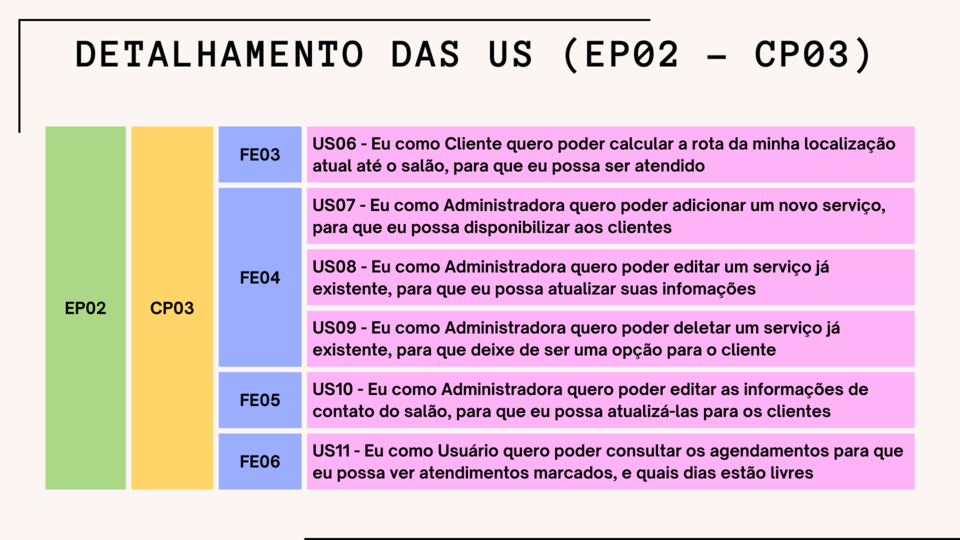 DETALHAMENTO DAS US (EP02 – CP03)
EP02
CP03
FE03
US06 - Eu como Cliente quero poder calcular a rota da minha localização
atual até o salão, para que eu possa ser atendido
FE04
US07 - Eu como Administradora quero poder adicionar um novo serviço,
para que eu possa disponibilizar aos clientes
US08 - Eu como Administradora quero poder editar um serviço já
existente, para que eu possa atualizar suas infomações
US09 - Eu como Administradora quero poder deletar um serviço já
existente, para que deixe de ser uma opção para o cliente
FE05
US10 - Eu como Administradora quero poder editar as informações de
contato do salão, para que eu possa atualizá-las para os clientes
FE06
US11 - Eu como Usuário quero poder consultar os agendamentos para que
eu possa ver atendimentos marcados, e quais dias estão livres